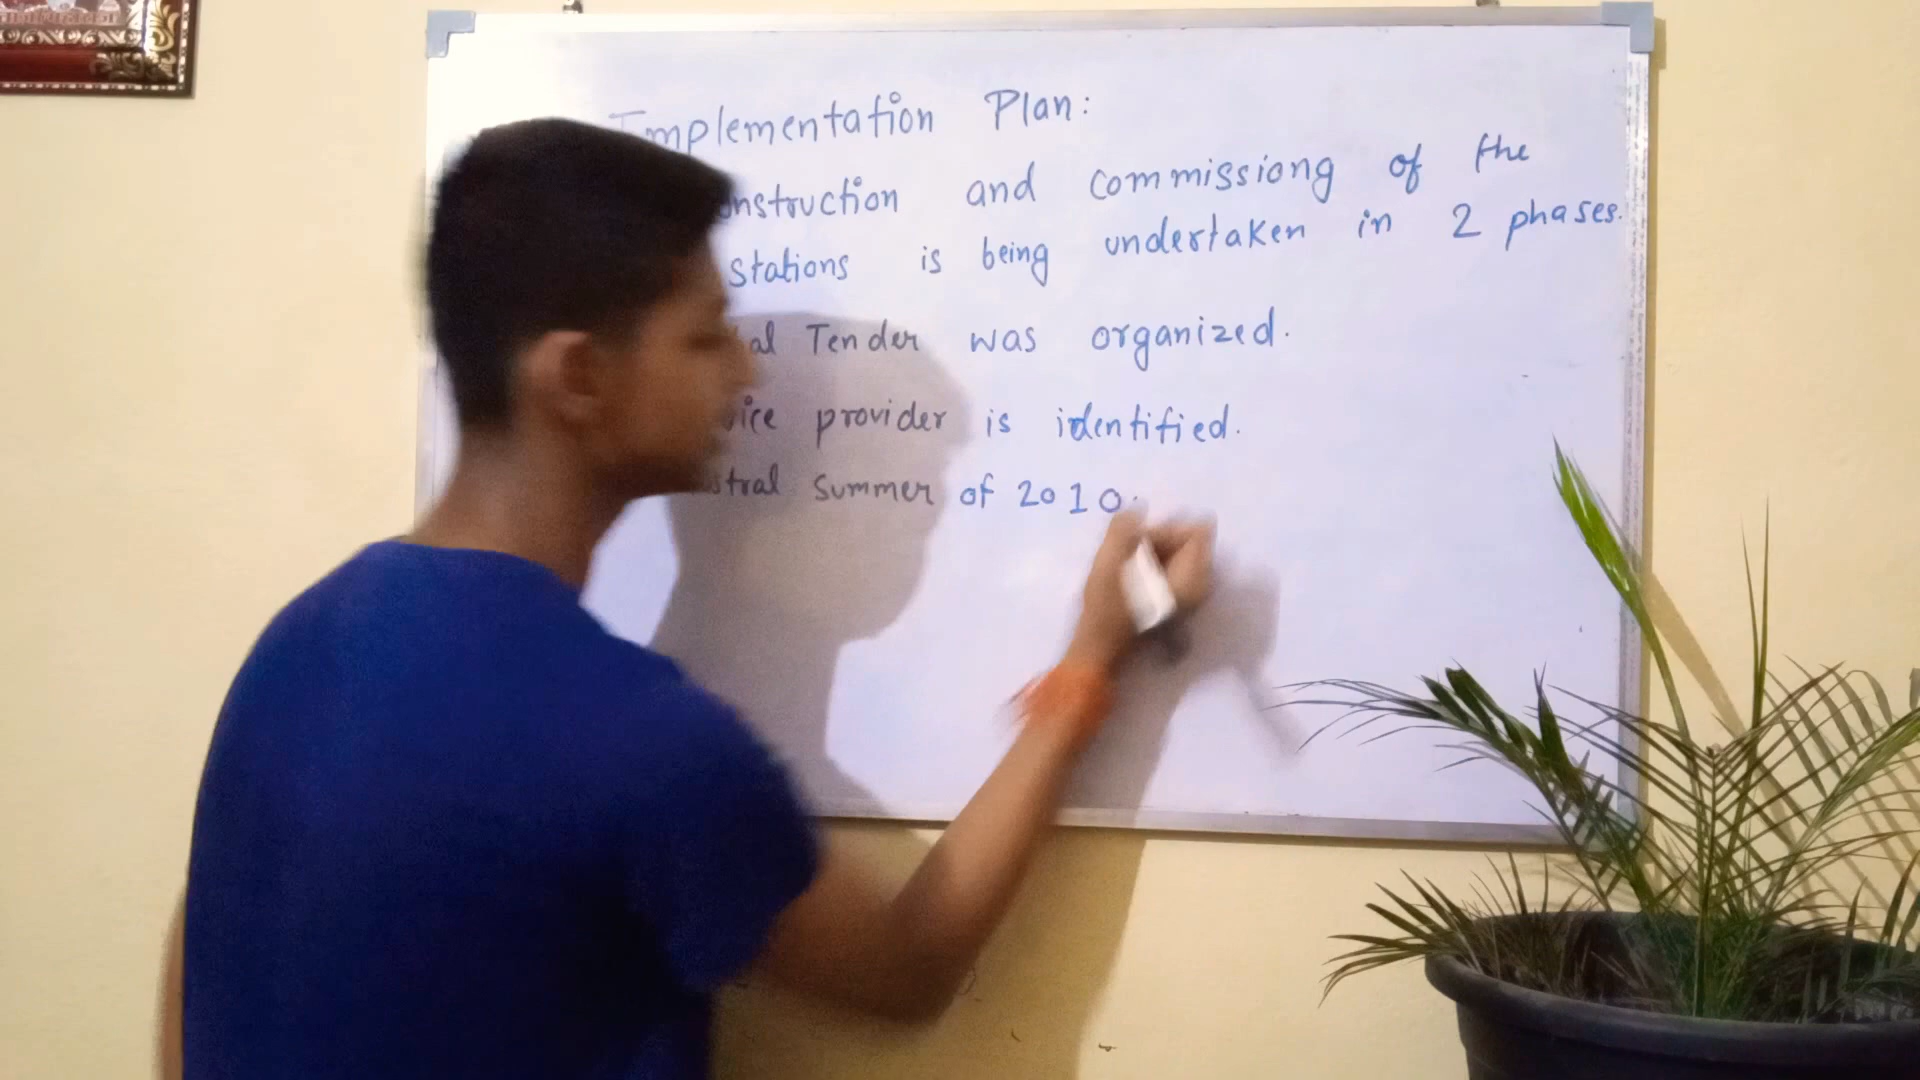 Implementation Plan:
and commissiong of the
stations is being undertaken in 2 phases.
Tender was organized.
provider is identified.
summer of 2010.